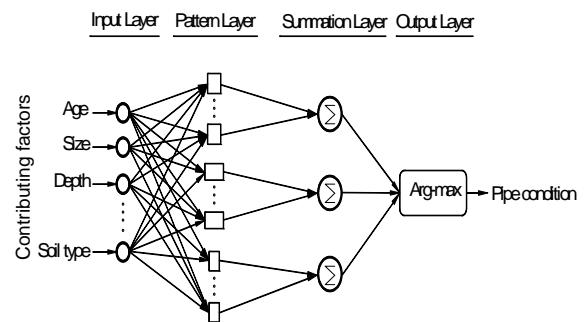 Input Layer Pattern Layer Summation Layer Output Layer
Contributing factors
Age
Size
Depth
Soil type
Σ
Σ
Σ
Arg-max
Pipe condition